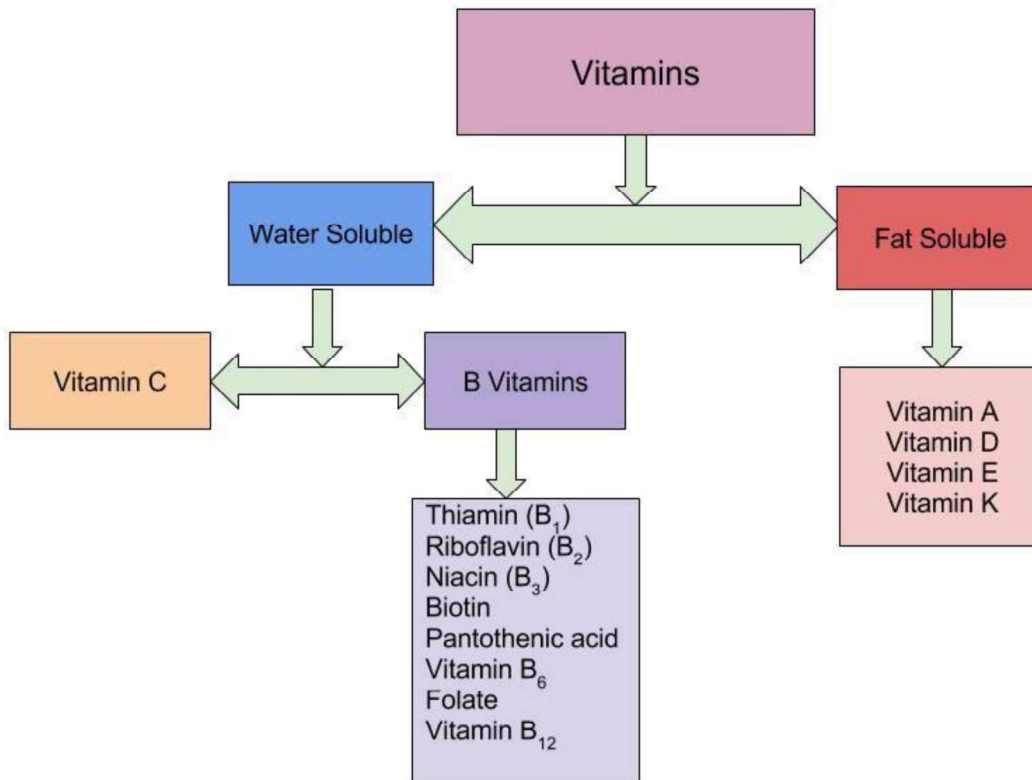 Vitamins
Water Soluble
Fat Soluble
Vitamin C
B Vitamins
Vitamin A
Vitamin D
Vitamin E
Vitamin K
Thiamin (B₁)
Riboflavin (B₂)
Niacin (B₃)
Biotin
Pantothenic acid
Vitamin B₆
Folate
Vitamin B₁₂